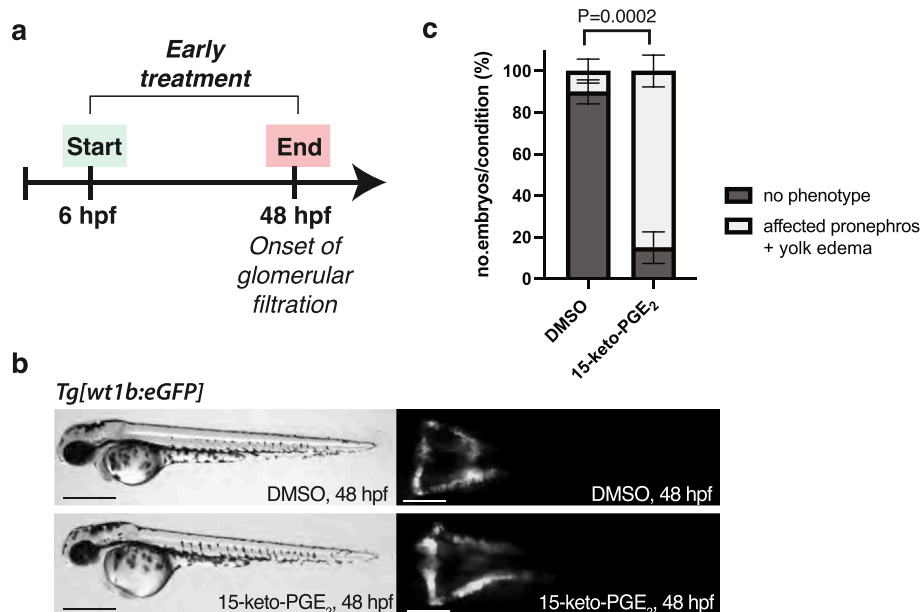 a
Early
treatment
Start
End
6 hpf
48 hpf
Onset of
glomerular
filtration
c
P=0.0002
no.embryos/condition (%)
100
80
60
40
20
0
DMSO
15-keto-PGE₂
no phenotype
affected pronephros
+ yolk edema
b
Tg[wt1b:eGFP]
DMSO, 48 hpf
DMSO, 48 hpf
15-keto-PGE₂, 48 hpf
15-keto-PGE₂, 48 hpf